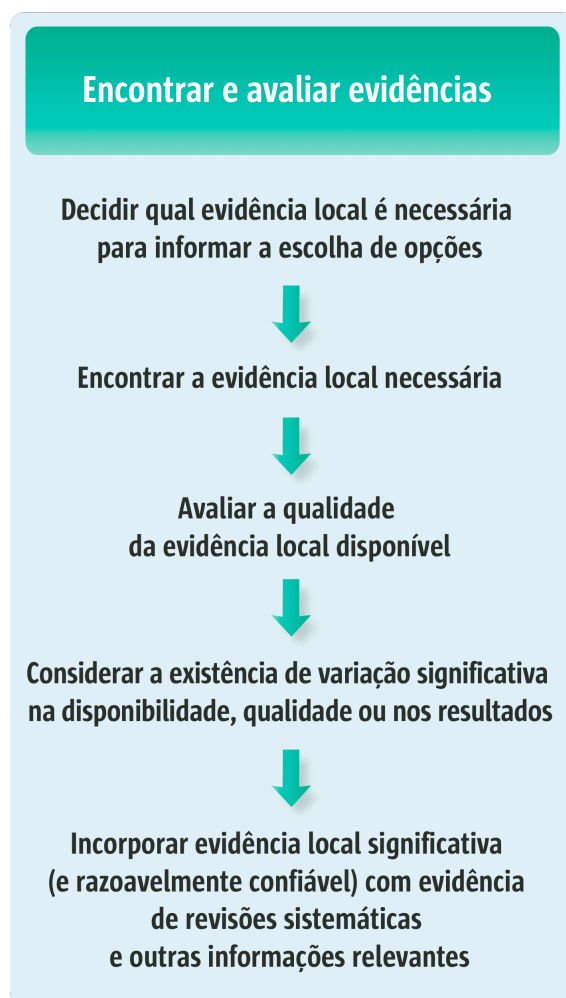 Encontrar e avaliar evidências
Decidir qual evidência local é necessária
para informar a escolha de opções
Encontrar a evidência local necessária
Avaliar a qualidade
da evidência local disponível
Considerar a existência de variação significativa
na disponibilidade, qualidade ou nos resultados
Incorporar evidência local significativa
(e razoavelmente confiável) com evidência
de revisões sistemáticas
e outras informações relevantes